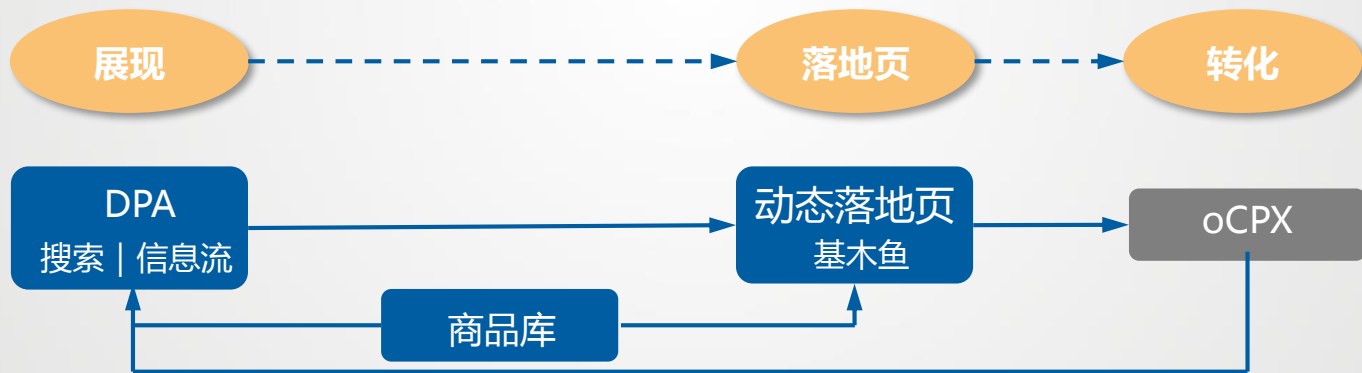 展现
落地页
转化
DPA
搜索 | 信息流
动态落地页
基木鱼
oCPX
商品库